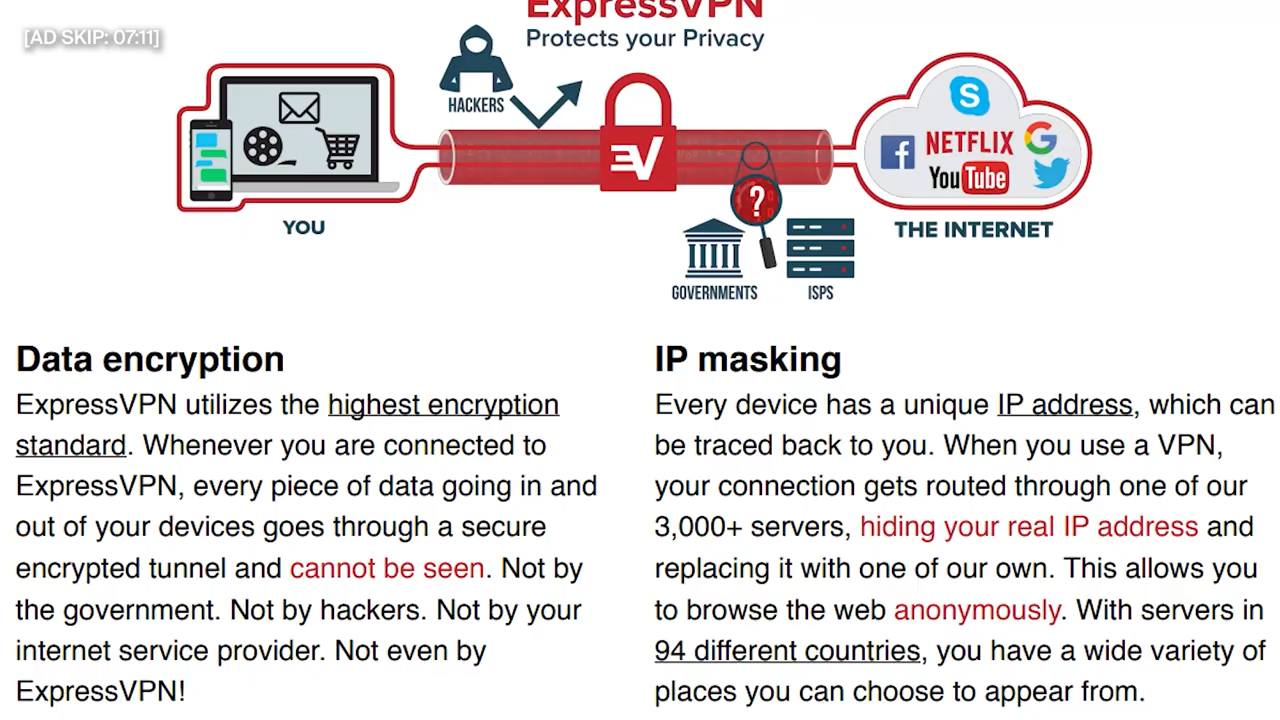 [AD SKIP: 07:11]
ExpressVPN
Protects your Privacy
HACKERS
EV
S
f
NETFLIX
G
YouTube
?
YOU
THE INTERNET
GOVERNMENTS
ISPS
Data encryption
ExpressVPN utilizes the highest encryption
standard. Whenever you are connected to
ExpressVPN, every piece of data going in and
out of your devices goes through a secure
encrypted tunnel and cannot be seen. Not by
the government. Not by hackers. Not by your
internet service provider. Not even by
ExpressVPN!
IP masking
Every device has a unique IP address, which can
be traced back to you. When you use a VPN,
your connection gets routed through one of our
3,000+ servers, hiding your real IP address and
replacing it with one of our own. This allows you
to browse the web anonymously. With servers in
94 different countries, you have a wide variety of
places you can choose to appear from.